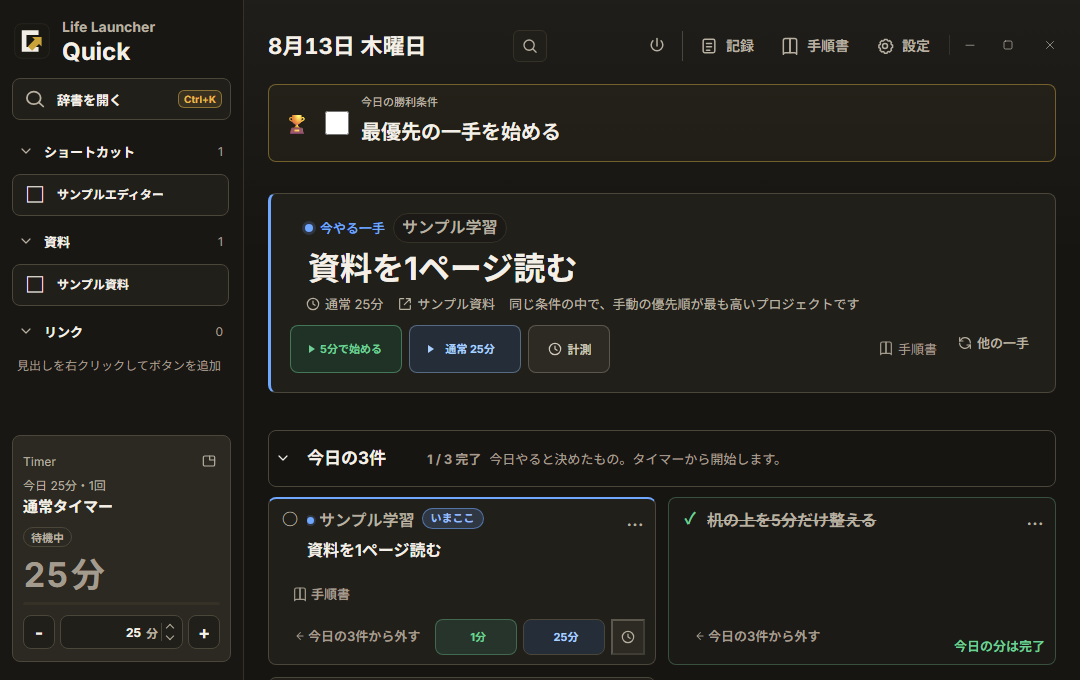 Life Launcher
Quick
辞書を開く Ctrl+K
ショートカット 1
サンプルエディター
資料 1
サンプル資料
リンク 0
見出しを右クリックしてボタンを追加
Timer
今日 25分・1回
通常タイマー
待機中
25分
- 25 分 +
8月13日 木曜日
記録 手順書 設定
今日の勝利条件
最優先の一手を始める
今やる一手 サンプル学習
資料を1ページ読む
通常 25分 サンプル資料 同じ条件の中で、手動の優先順が最も高いプロジェクトです
5分で始める 通常 25分 計測 手順書 他の一手
今日の3件 1 / 3 完了 今日やると決めたもの。タイマーから開始します。
サンプル学習 いまここ ...
資料を1ページ読む
手順書
←今日の3件から外す 1分 25分
✓ 机の上を5分だけ整える ...
←今日の3件から外す
今日の分は完了